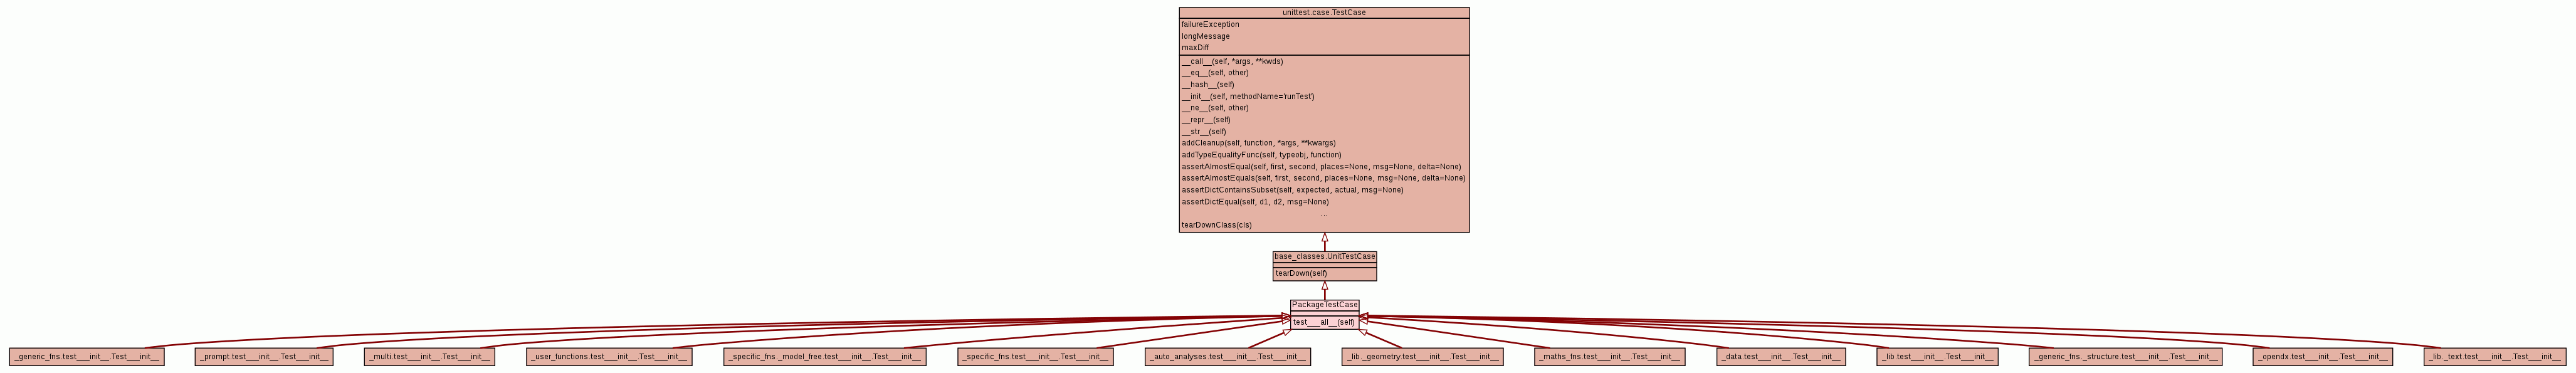 unittest.case.TestCase
failureException
longMessage
maxDiff
__call__(self, *args, **kwds)
__eq__(self, other)
__hash__(self)
__init__(self, methodName='runTest')
__ne__(self, other)
__repr__(self)
__str__(self)
addCleanup(self, function, *args, **kwargs)
addTypeEqualityFunc(self, typeobj, function)
assertAlmostEqual(self, first, second, places=None, msg=None, delta=None)
assertAlmostEquals(self, first, second, places=None, msg=None, delta=None)
assertDictContainsSubset(self, expected, actual, msg=None)
assertDictEqual(self, d1, d2, msg=None)
...
tearDownClass(cls)
base_classes.UnitTestCase
tearDown(self)
PackageTestCase
test___all__(self)
_generic_fns.test___init__.Test___init__
_prompt.test___init__.Test___init__
_multi.test___init__.Test___init__
_user_functions.test___init__.Test___init__
_specific_fns._model_free.test___init__.Test___init__
_specific_fns.test___init__.Test___init__
_auto_analyses.test___init__.Test___init__
_lib._geometry.test___init__.Test___init__
_maths_fns.test___init__.Test___init__
_data.test___init__.Test___init__
_lib.test___init__.Test___init__
_generic_fns._structure.test___init__.Test___init__
_opendx.test___init__.Test___init__
_lib._text.test___init__.Test___init__